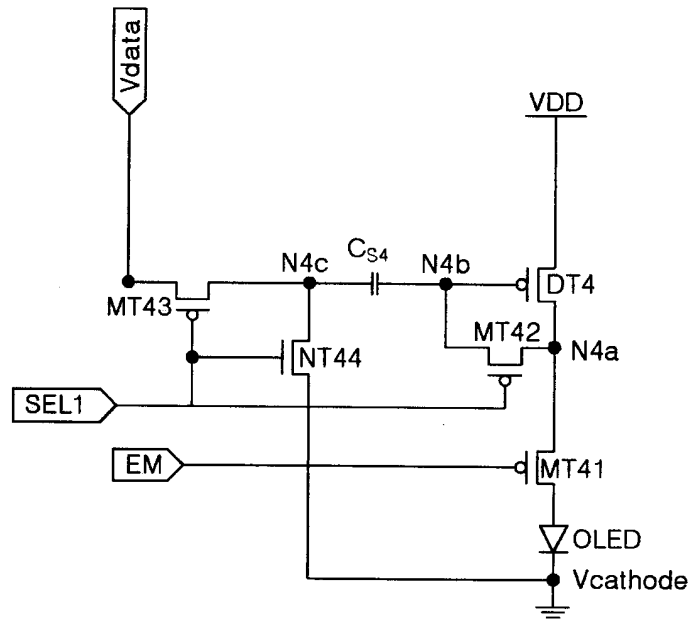 Vdata
VDD
N4c
CS4
N4b
DT4
MT43
MT42
NT44
N4a
SEL1
EM
MT41
OLED
Vcathode